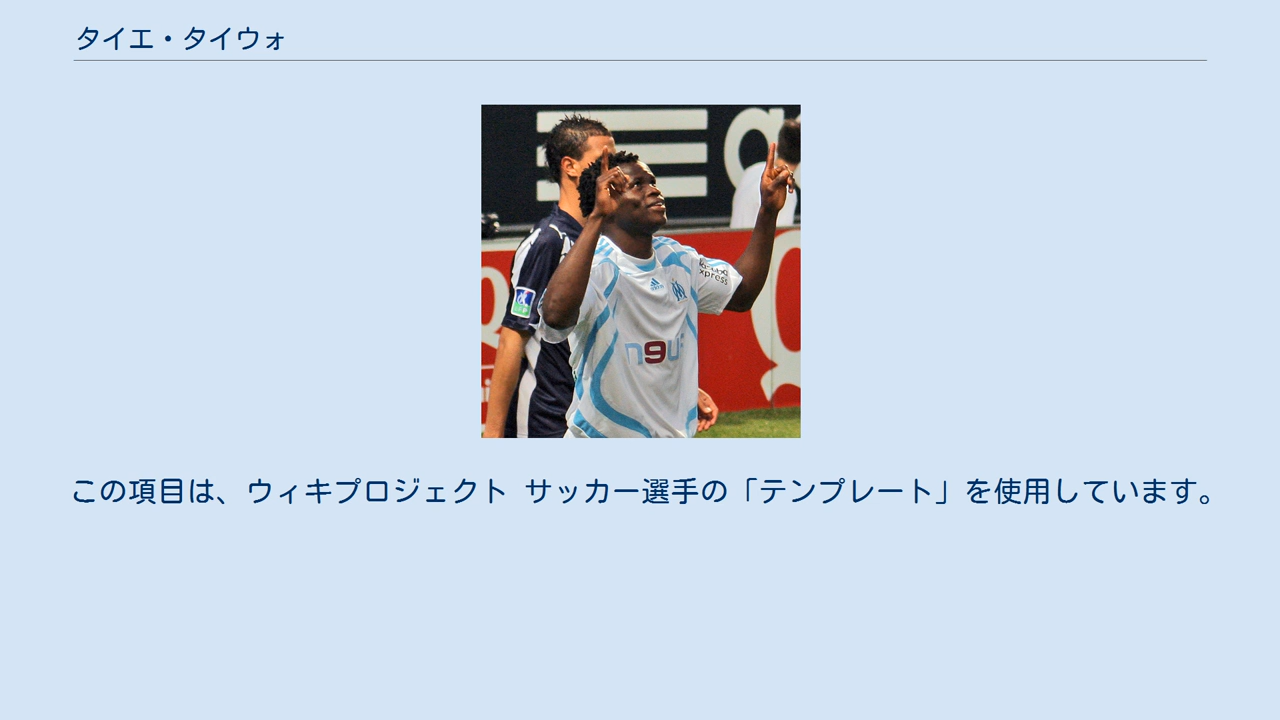 タイエ・タイウォ
adidas
n9uf
この項目は、ウィキプロジェクト サッカー選手の「テンプレート」を使用しています。